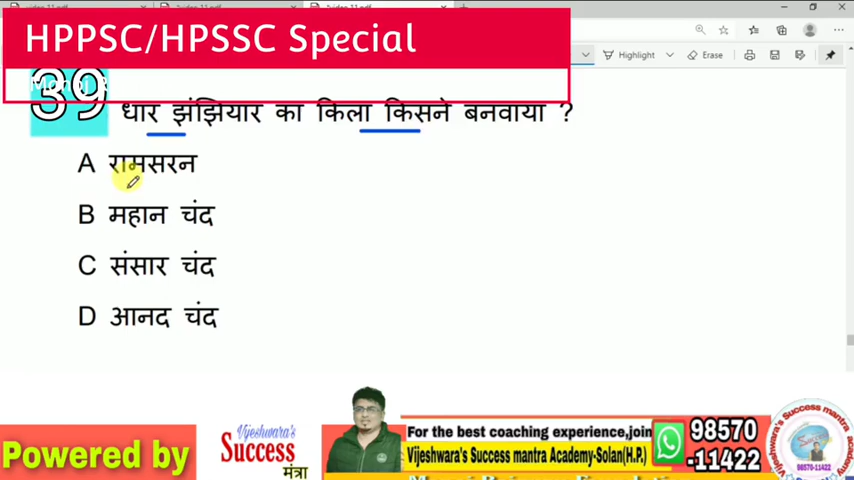 HPPSC/HPSSC Special
Highlight
Erase
39
धार झंझियार का किला किसने बनवाया ?
A रामसरन
B महान चंद
C संसार चंद
D आनद चंद
Powered by
Vijeshwara's
Success
मंत्रा
For the best coaching experience,join
Vijeshwara's Success mantra Academy-Solan(H.P.)
98570
-11422